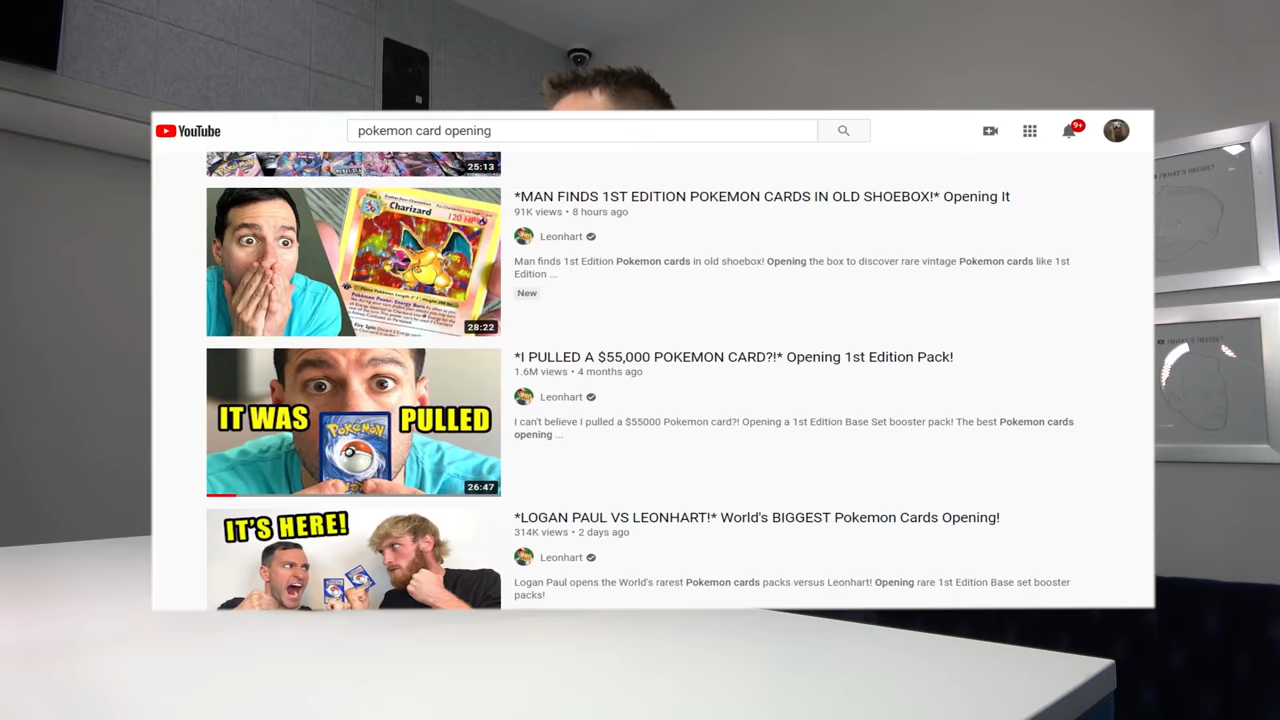 YouTube
pokemon card opening
9+
25:13
*MAN FINDS 1ST EDITION POKEMON CARDS IN OLD SHOEBOX!* Opening It
91K views • 8 hours ago
Leonhart
Man finds 1st Edition Pokemon cards in old shoebox! Opening the box to discover rare vintage Pokemon cards like 1st
Edition ...
New
Charizard
120 HP
28:22
*I PULLED A $55,000 POKEMON CARD?!* Opening 1st Edition Pack!
1.6M views • 4 months ago
Leonhart
I can't believe I pulled a $55000 Pokemon card?! Opening a 1st Edition Base Set booster pack! The best Pokemon cards
opening ...
IT WAS PULLED
POKéMON
26:47
*LOGAN PAUL VS LEONHART!* World's BIGGEST Pokemon Cards Opening!
314K views • 2 days ago
Leonhart
Logan Paul opens the World's rarest Pokemon cards packs versus Leonhart! Opening rare 1st Edition Base set booster
packs!
IT'S HERE!
/WHAT'S INSIDE?
/WHAT'S INSIDE?